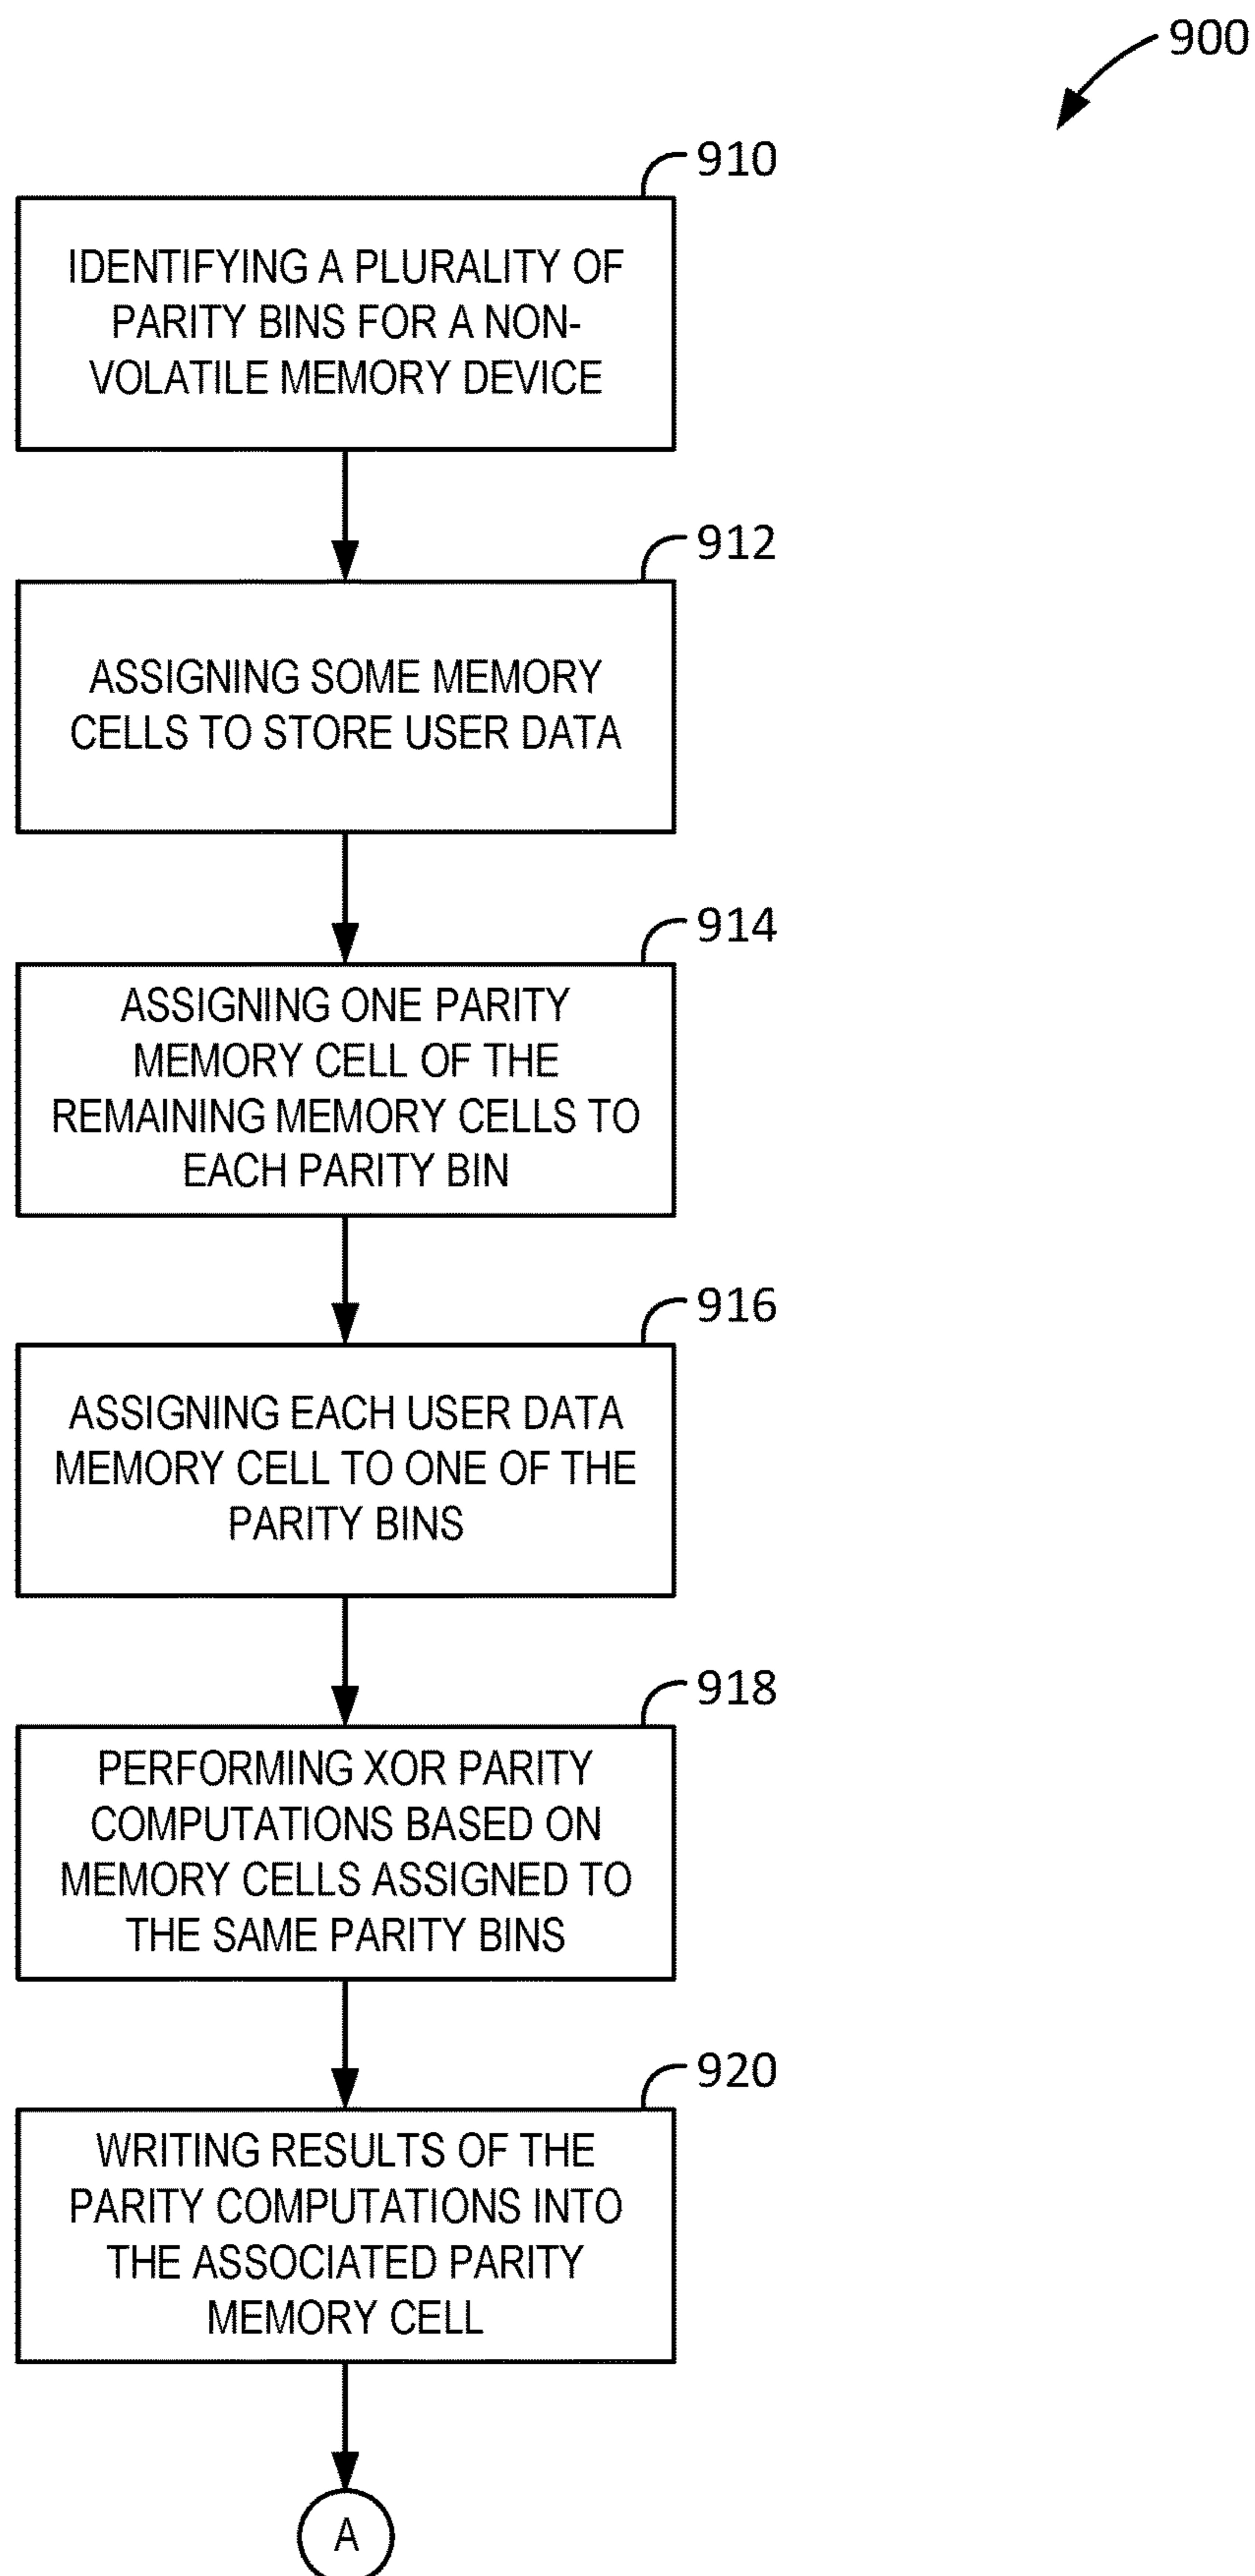 900
910
IDENTIFYING A PLURALITY OF
PARITY BINS FOR A NON-
VOLATILE MEMORY DEVICE
912
ASSIGNING SOME MEMORY
CELLS TO STORE USER DATA
914
ASSIGNING ONE PARITY
MEMORY CELL OF THE
REMAINING MEMORY CELLS TO
EACH PARITY BIN
916
ASSIGNING EACH USER DATA
MEMORY CELL TO ONE OF THE
PARITY BINS
918
PERFORMING XOR PARITY
COMPUTATIONS BASED ON
MEMORY CELLS ASSIGNED TO
THE SAME PARITY BINS
920
WRITING RESULTS OF THE
PARITY COMPUTATIONS INTO
THE ASSOCIATED PARITY
MEMORY CELL
A